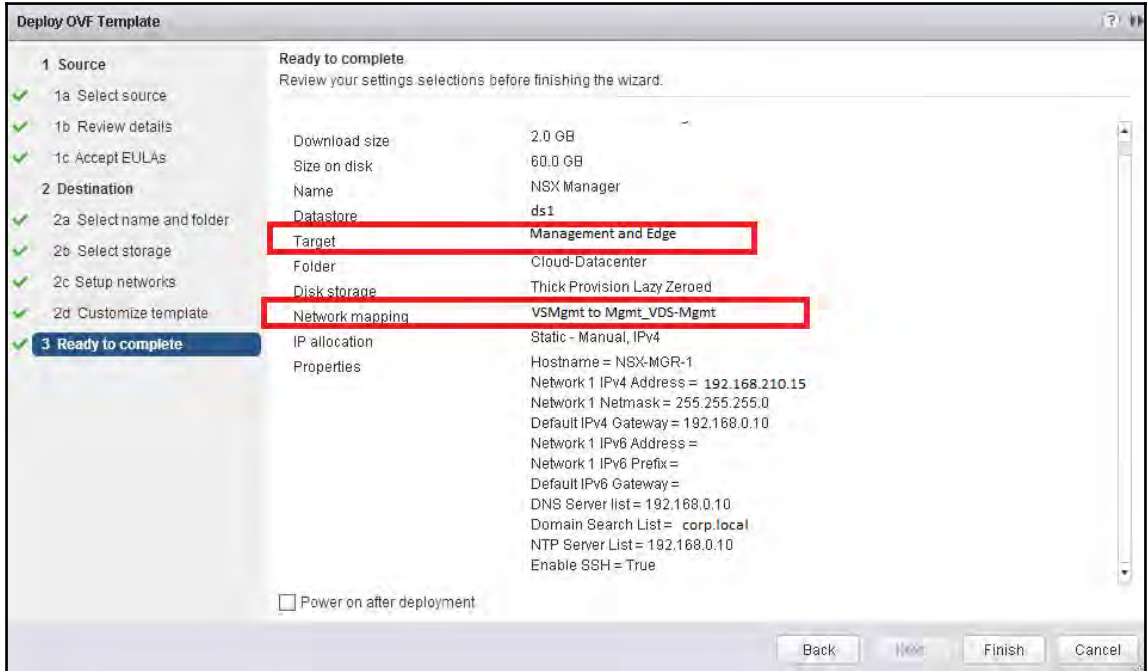 Deploy OVF Template
?
1 Source
1a Select source
1b Review details
1c Accept EULAs
2 Destination
2a Select name and folder
2b Select storage
2c Setup networks
2d Customize template
3 Ready to complete
Ready to complete
Review your settings selections before finishing the wizard.
Download size 2.0 GB
Size on disk 60.0 GB
Name NSX Manager
Datastore ds1
Target Management and Edge
Folder Cloud-Datacenter
Disk storage Thick Provision Lazy Zeroed
Network mapping VSMgmt to Mgmt_VDS-Mgmt
IP allocation Static - Manual, IPv4
Properties Hostname = NSX-MGR-1
Network 1 IPv4 Address = 192.168.210.15
Network 1 Netmask = 255.255.255.0
Default IPv4 Gateway = 192.168.0.10
Network 1 IPv6 Address =
Network 1 IPv6 Prefix =
Default IPv6 Gateway =
DNS Server list = 192.168.0.10
Domain Search List = corp.local
NTP Server List = 192.168.0.10
Enable SSH = True
Power on after deployment
Back Next Finish Cancel